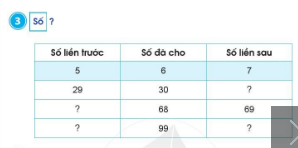 3 Số ?
Số liền trước Số đã cho Số liền sau
5 6 7
29 30 ?
? 68 69
? 99 ?